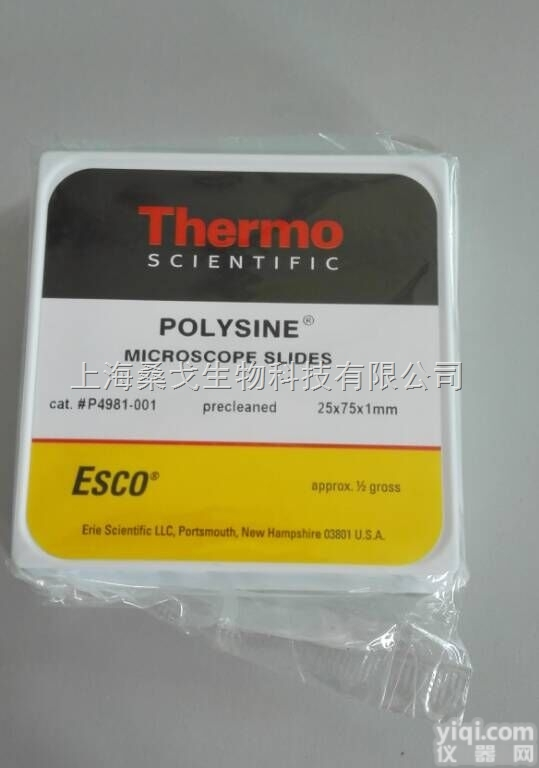 Thermo
SCIENTIFIC
POLYSINE®
MICROSCOPE SLIDES
上海桑戈生物科技有限公司
cat. #P4981-001 precleaned 25x75x1mm
ESCO® approx. ½ gross
Erie Scientific LLC, Portsmouth, New Hampshire 03801 U.S.A.
yiqi.com
仪器网